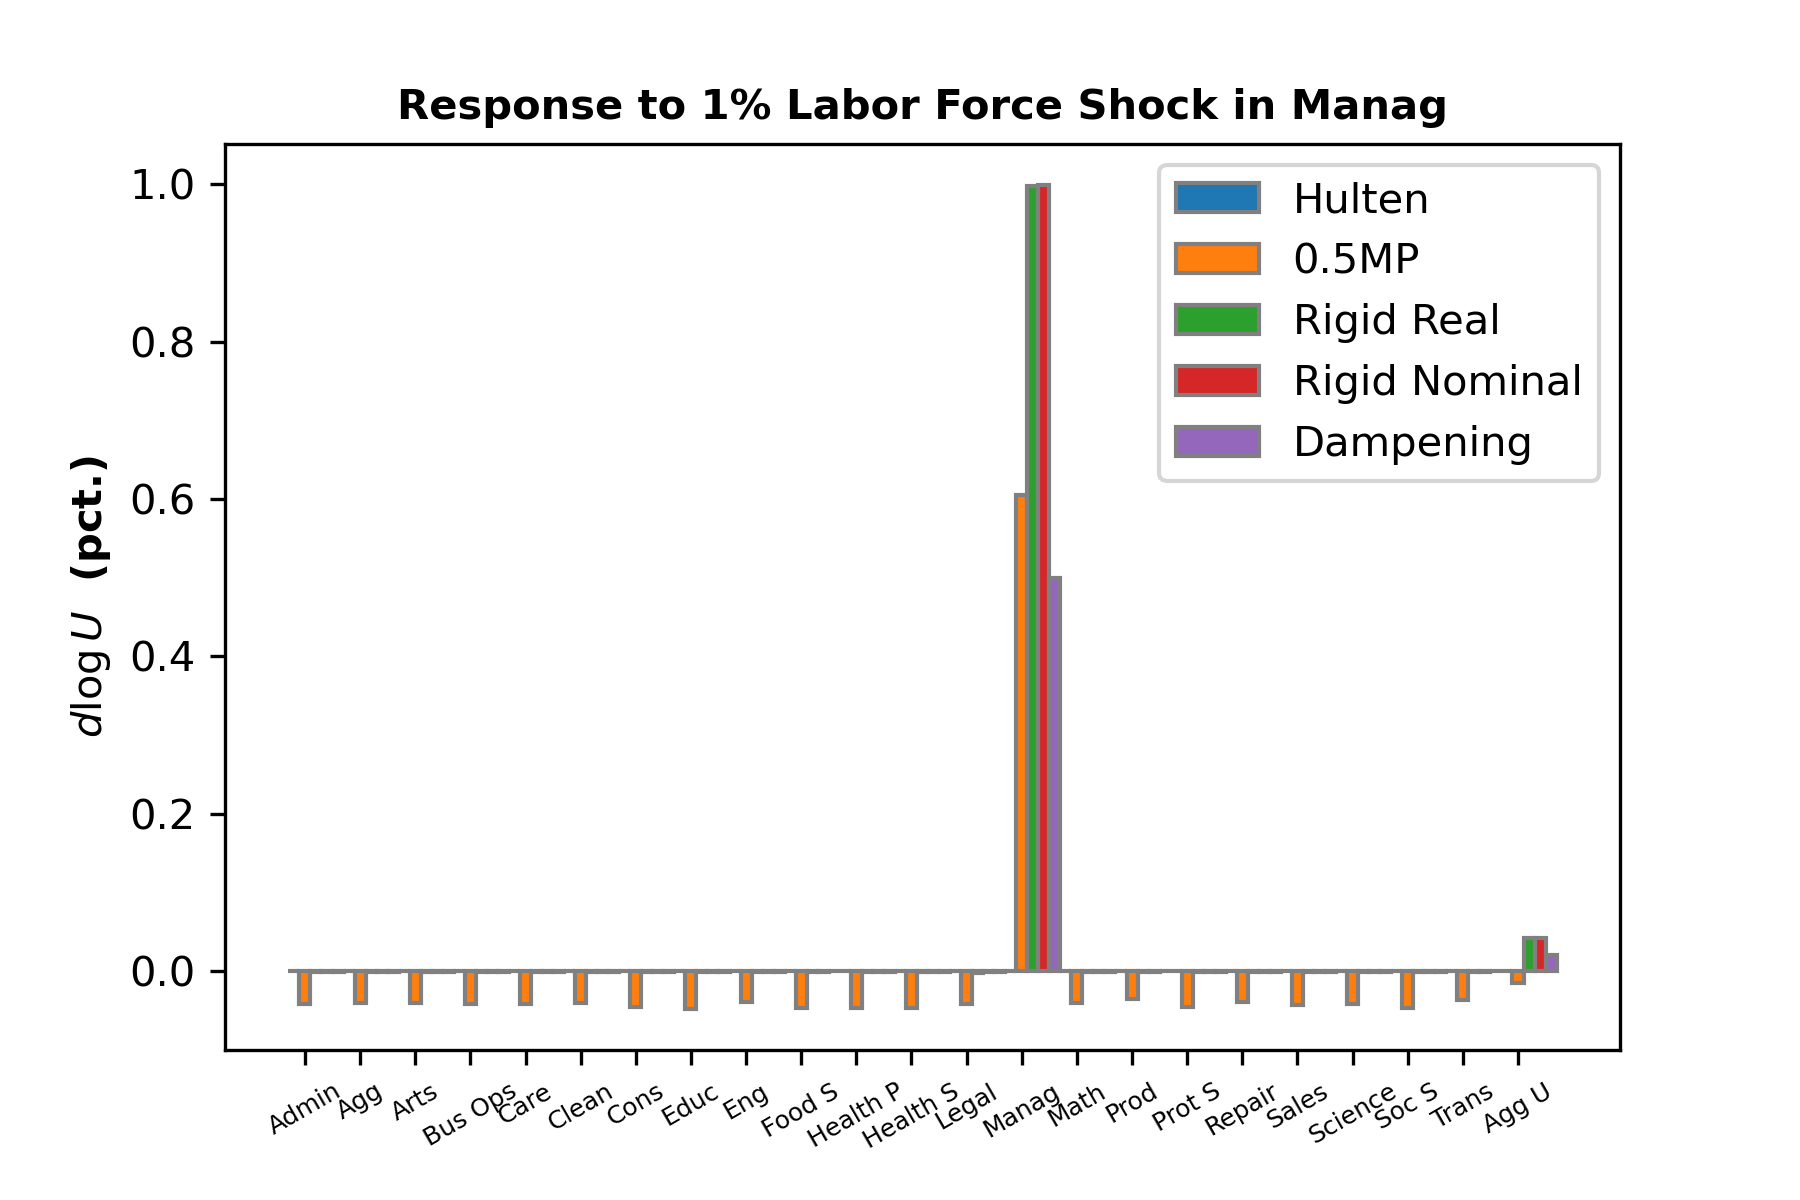 Response to 1% Labor Force Shock in Manag
d log U (pct.)
1.0
0.8
0.6
0.4
0.2
0.0
Hulten
0.5MP
Rigid Real
Rigid Nominal
Dampening
Admin
Agg
Arts
Bus Ops
Care
Clean
Cons
Educ
Eng
Food S
Health P
Health S
Legal
Manag
Math
Prod
Prot S
Repair
Sales
Science
Soc S
Trans
Agg U